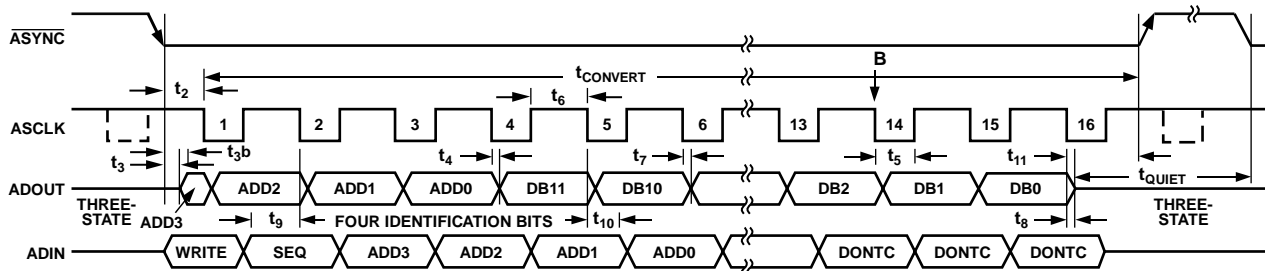 ASYNC
B
tCONVERT
t2
t6
ASCLK
1 2 3 4 5 6 13 14 15 16
t3 t3b t4 t7 t5 t11
tQUIET
ADOUT
ADD2 ADD1 ADD0 DB11 DB10 DB2 DB1 DB0
THREE-
STATE
ADD3
t9
FOUR IDENTIFICATION BITS
t10
t8
THREE-
STATE
ADIN
WRITE SEQ ADD3 ADD2 ADD1 ADD0 DONTC DONTC DONTC